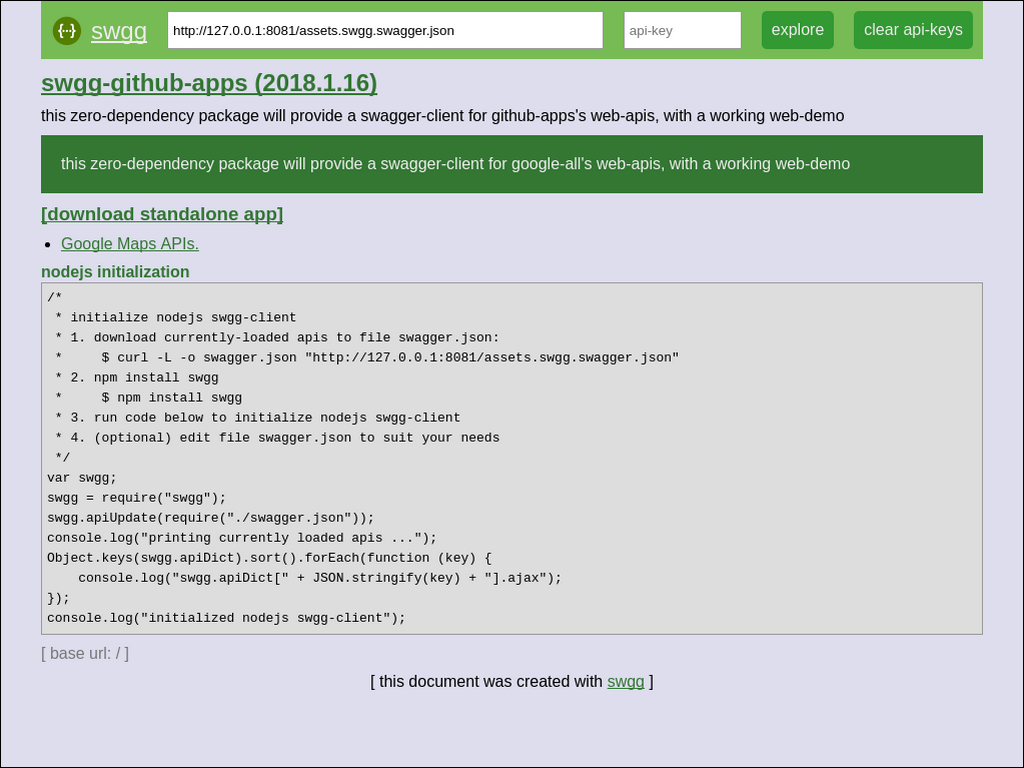 {··} swgg http://127.0.0.1:8081/assets.swgg.swagger.json api-key explore clear api-keys
swgg-github-apps (2018.1.16)
this zero-dependency package will provide a swagger-client for github-apps's web-apis, with a working web-demo
this zero-dependency package will provide a swagger-client for google-all's web-apis, with a working web-demo
[download standalone app]
• Google Maps APIs.
nodejs initialization
/*
 * initialize nodejs swgg-client
 * 1. download currently-loaded apis to file swagger.json:
 *     $ curl -L -o swagger.json "http://127.0.0.1:8081/assets.swgg.swagger.json"
 * 2. npm install swgg
 *     $ npm install swgg
 * 3. run code below to initialize nodejs swgg-client
 * 4. (optional) edit file swagger.json to suit your needs
 */
var swgg;
swgg = require("swgg");
swgg.apiUpdate(require("./swagger.json"));
console.log("printing currently loaded apis ...");
Object.keys(swgg.apiDict).sort().forEach(function (key) {
    console.log("swgg.apiDict[" + JSON.stringify(key) + "].ajax");
});
console.log("initialized nodejs swgg-client");
[ base url: / ]
[ this document was created with swgg ]